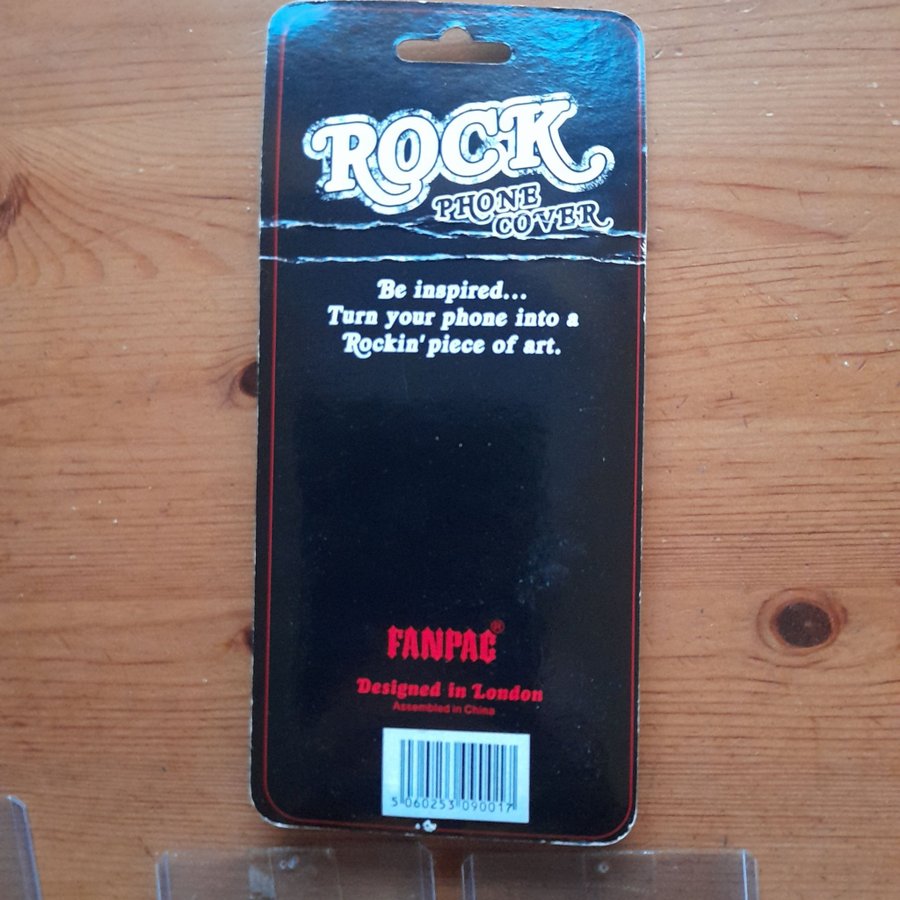 ROCK
PHONE
COVER
Be inspired...
Turn your phone into a
Rockin' piece of art.
FANPAC®
Designed in London
Assembled in China
5 060253 090017